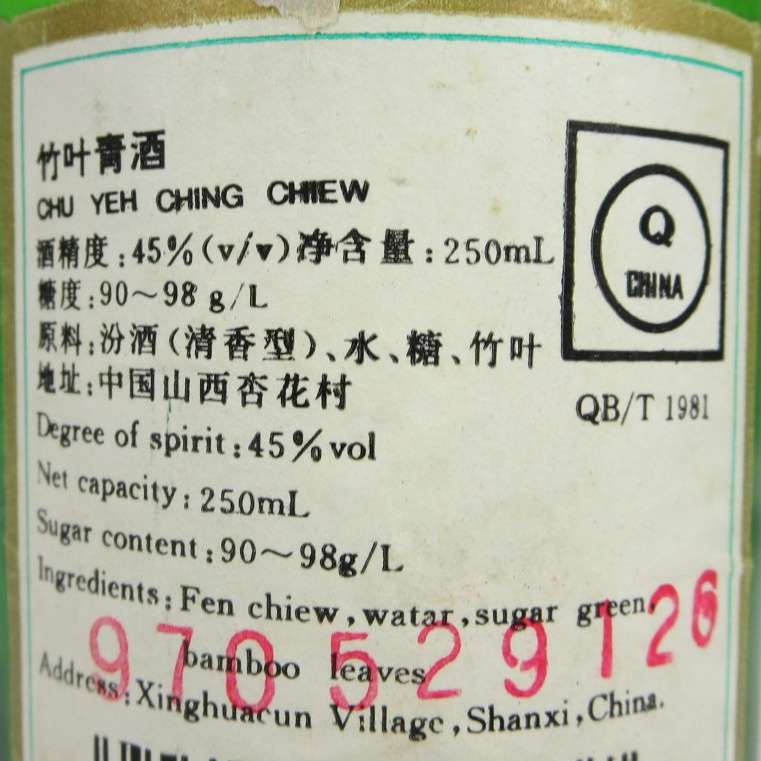 竹叶青酒
CHU YEH CHING CHIEW
酒精度:45%(v/v)净含量:250mL
糖度:90～98 g/L
原料:汾酒(清香型)、水、糖、竹叶
地址:中国山西杏花村
Q
CHINA
QB/T 1981
Degree of spirit:45%vol
Net capacity:250mL
Sugar content:90～98g/L
Ingredients:Fen chiew,watar,sugar green,
bamboo leaves
970529126
Address:Xinghuacun Village,Shanxi,China.